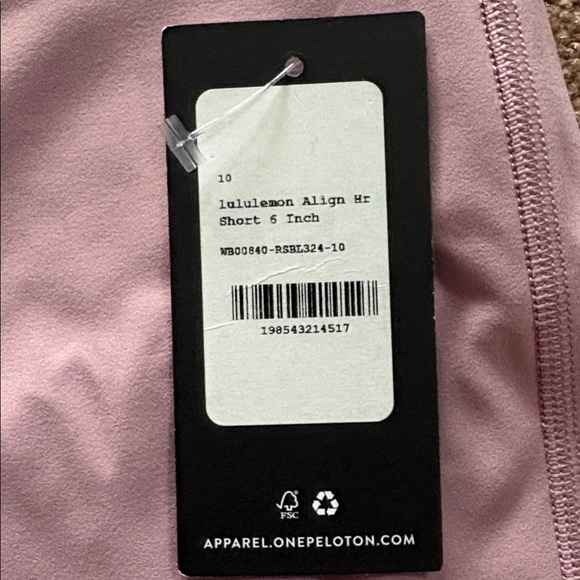 10
lululemon Align Hr
Short 6 Inch
WB00840-RSBL324-10
198543214517
FSC
APPAREL.ONEPELOTON.COM